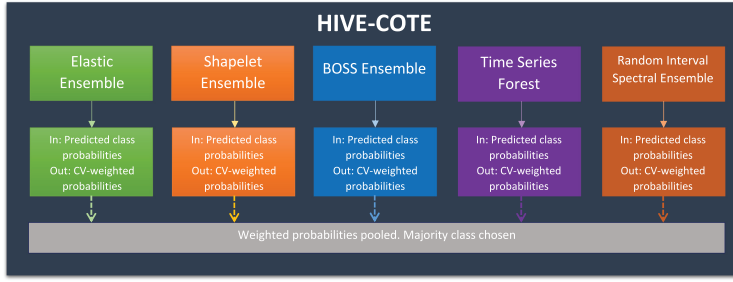 HIVE-COTE
Elastic
Ensemble
Shapelet
Ensemble
BOSS Ensemble
Time Series
Forest
Random Interval
Spectral Ensemble
In: Predicted class
probabilities
Out: CV-weighted
probabilities
In: Predicted class
probabilities
Out: CV-weighted
probabilities
In: Predicted class
probabilities
Out: CV-weighted
probabilities
In: Predicted class
probabilities
Out: CV-weighted
probabilities
In: Predicted class
probabilities
Out: CV-weighted
probabilities
Weighted probabilities pooled. Majority class chosen